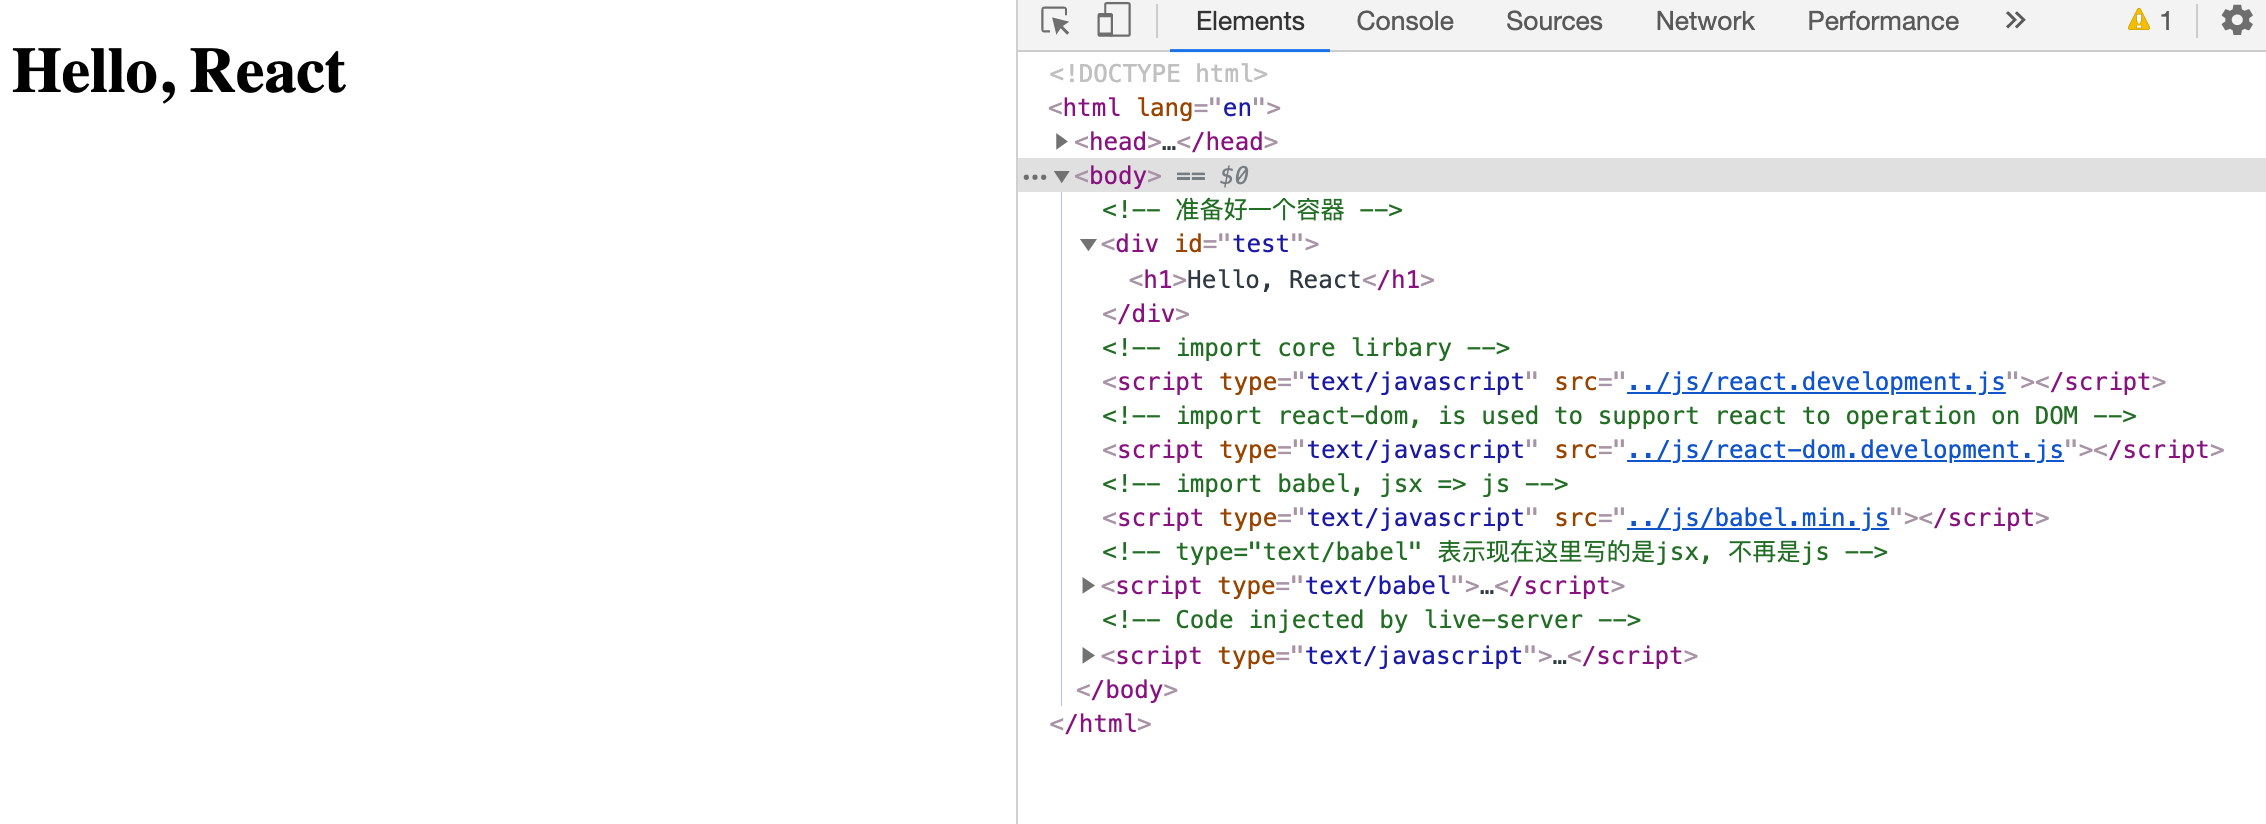 Hello, React
Elements Console Sources Network Performance » 1
<!DOCTYPE html>
<html lang="en">
<head>…</head>
<body> == $0
<!-- 准备好一个容器 -->
<div id="test">
<h1>Hello, React</h1>
</div>
<!-- import core lirbary -->
<script type="text/javascript" src="../js/react.development.js"></script>
<!-- import react-dom, is used to support react to operation on DOM -->
<script type="text/javascript" src="../js/react-dom.development.js"></script>
<!-- import babel, jsx => js -->
<script type="text/javascript" src="../js/babel.min.js"></script>
<!-- type="text/babel" 表示现在这里写的是jsx, 不再是js -->
<script type="text/babel">…</script>
<!-- Code injected by live-server -->
<script type="text/javascript">…</script>
</body>
</html>